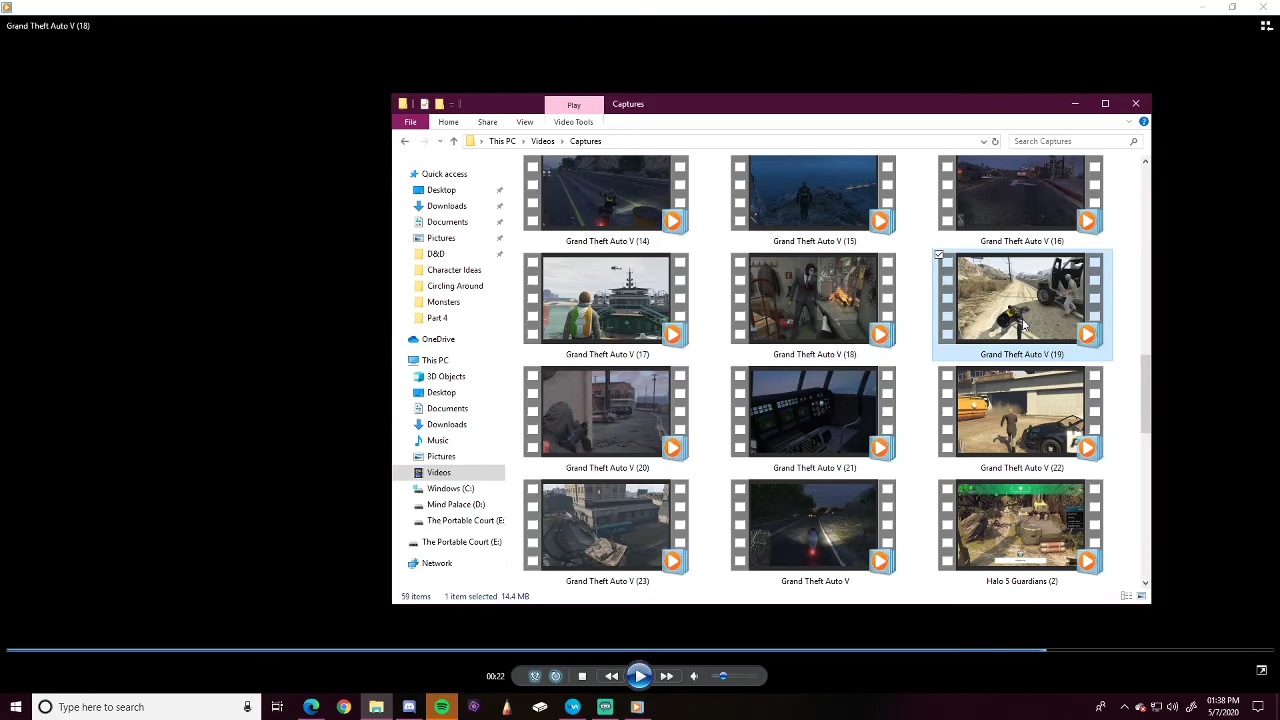 Grand Theft Auto V (18)
Play
Captures
File
Home
Share
View
Video Tools
This PC
Videos
Captures
Search Captures
Quick access
Desktop
Downloads
Documents
Pictures
D&D
Character Ideas
Circling Around
Monsters
Part 4
OneDrive
This PC
3D Objects
Desktop
Documents
Downloads
Music
Pictures
Videos
Windows (C:)
Mind Palace (D:)
The Portable Court (E:
The Portable Court (E:)
Network
Grand Theft Auto V (14)
Grand Theft Auto V (15)
Grand Theft Auto V (16)
Grand Theft Auto V (17)
Grand Theft Auto V (18)
Grand Theft Auto V (19)
Grand Theft Auto V (20)
Grand Theft Auto V (21)
Grand Theft Auto V (22)
Grand Theft Auto V (23)
Grand Theft Auto V
Halo 5 Guardians (2)
59 items
1 item selected 14.4 MB
00:22
Type here to search
01:38 PM
5/7/2020